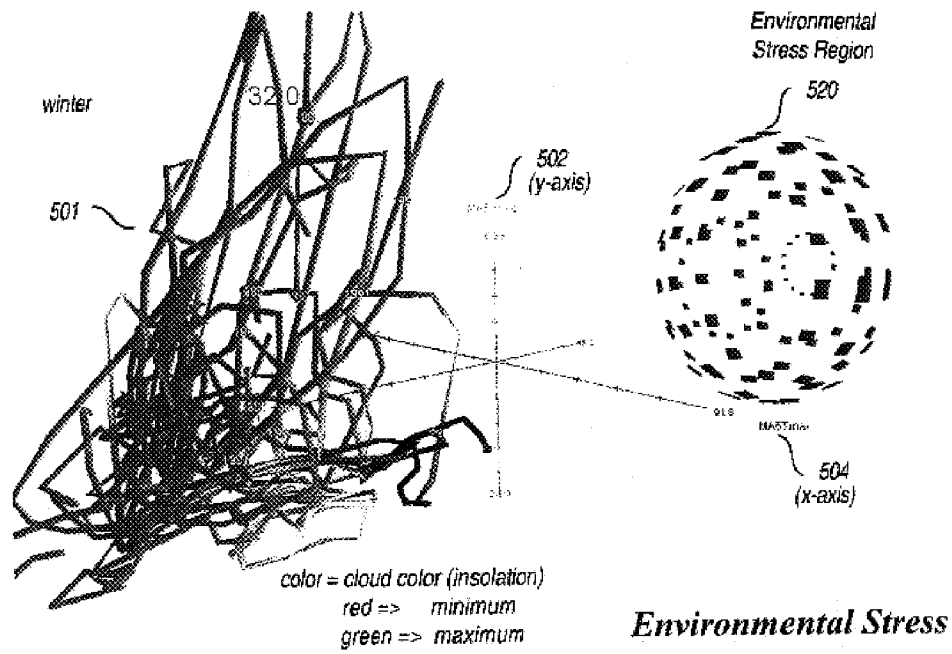 Environmental
Stress Region
520
winter
32.0
502
(y-axis)
501
504
(x-axis)
color = cloud color (insolation)
red => minimum
green => maximum
Environmental Stress